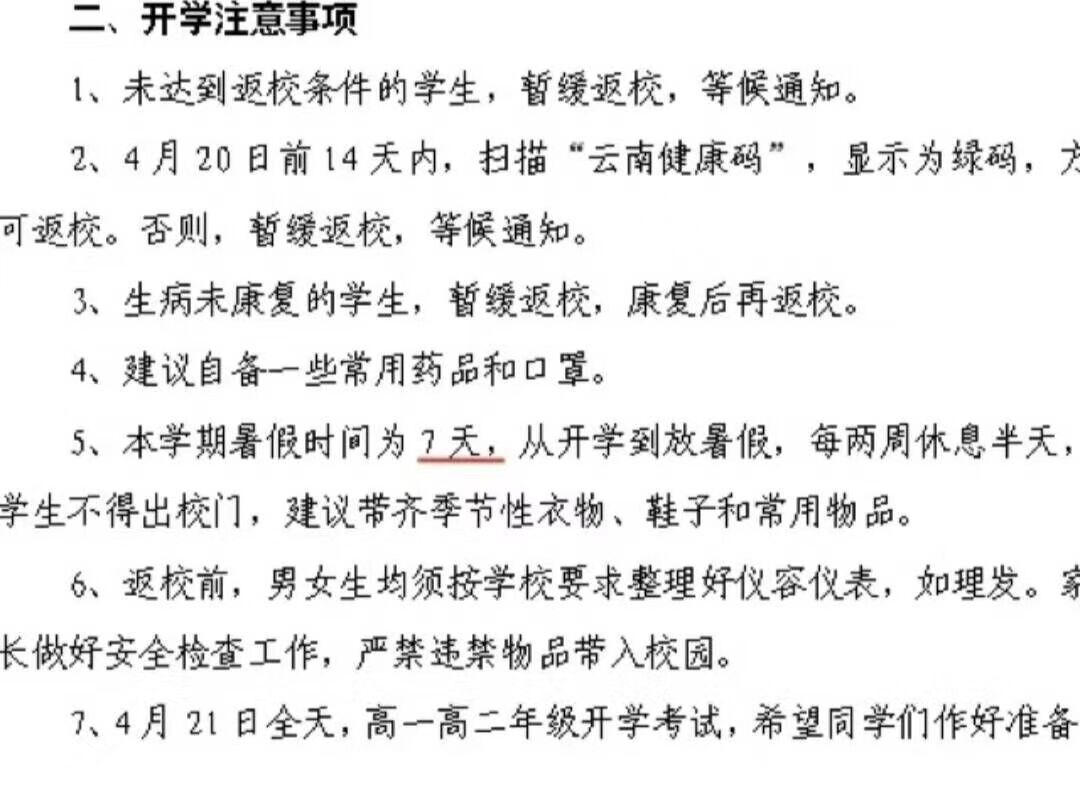 二、开学注意事项
1、未达到返校条件的学生，暂缓返校，等候通知。
2、4月20日前14天内，扫描“云南健康码”，显示为绿码，方
可返校。否则，暂缓返校，等候通知。
3、生病未康复的学生，暂缓返校，康复后再返校。
4、建议自备一些常用药品和口罩。
5、本学期暑假时间为7天，从开学到放暑假，每两周休息半天，
学生不得出校门，建议带齐季节性衣物、鞋子和常用物品。
6、返校前，男女生均须按学校要求整理好仪容仪表，如理发。家
长做好安全检查工作，严禁违禁物品带入校园。
7、4月21日全天，高一高二年级开学考试，希望同学们作好准备